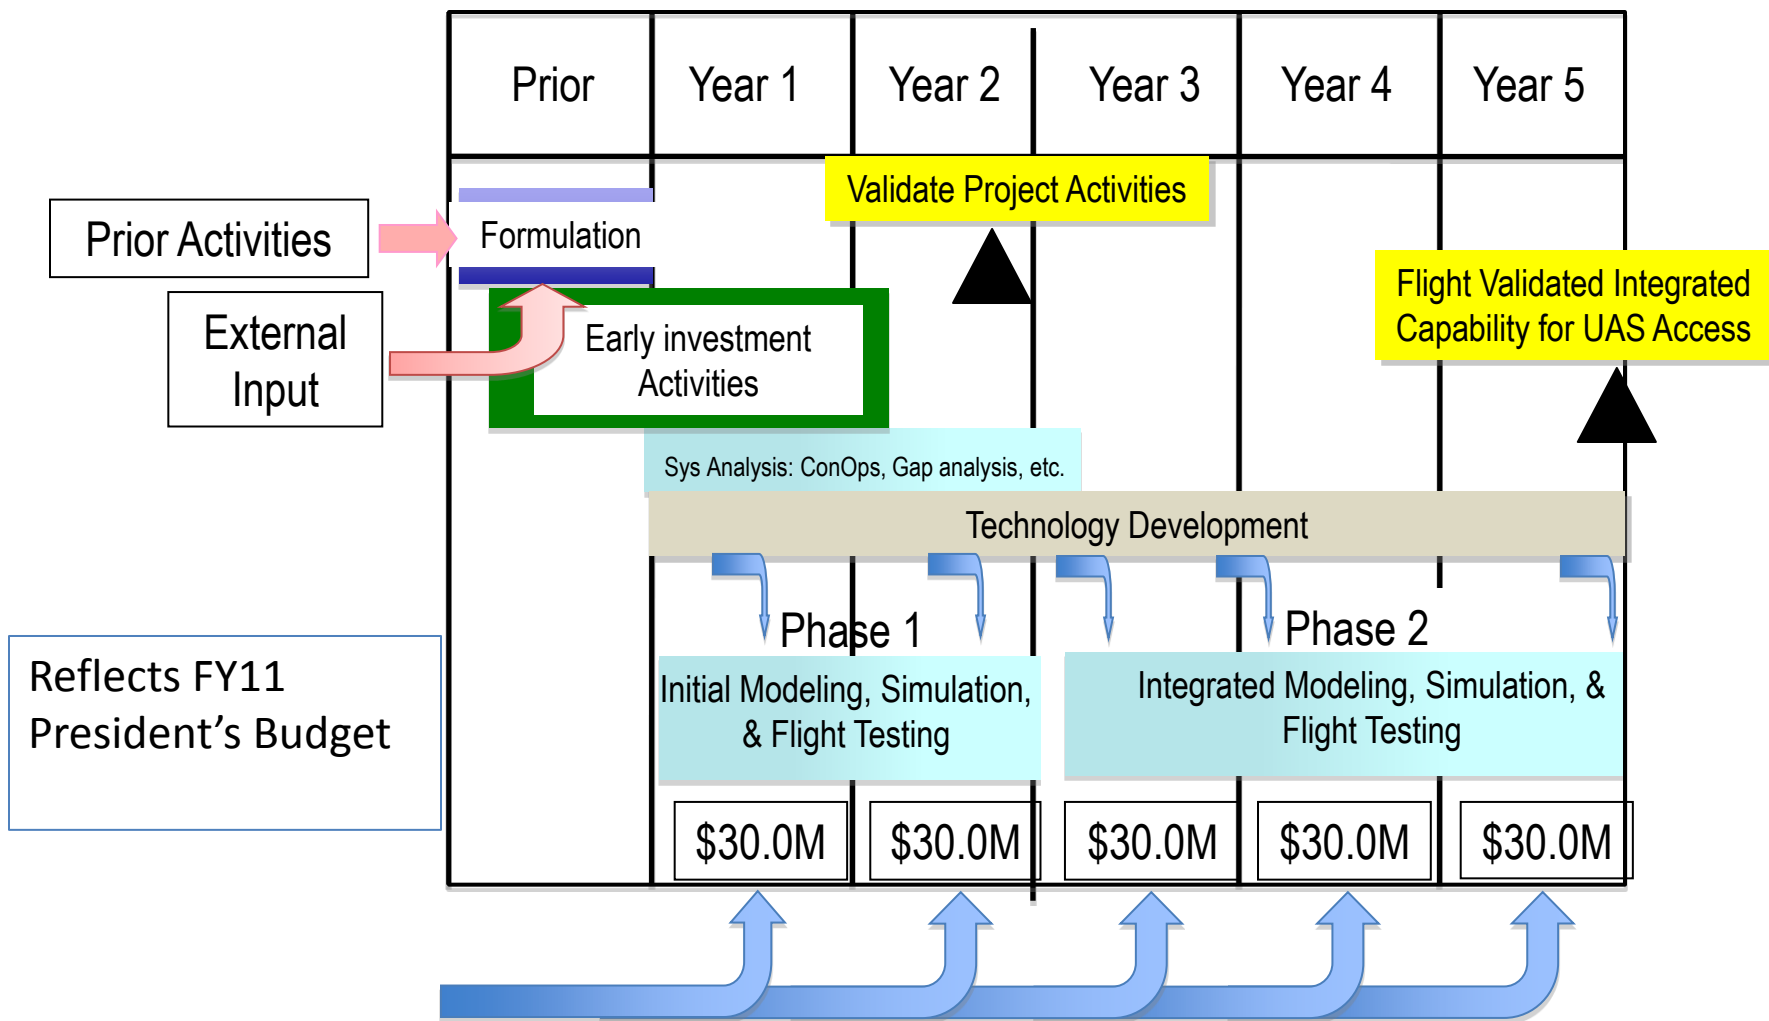 Prior Year 1 Year 2 Year 3 Year 4 Year 5
Validate Project Activities
Prior Activities
Formulation
Flight Validated Integrated
Capability for UAS Access
External
Input
Early investment
Activities
Sys Analysis: ConOps, Gap analysis, etc.
Technology Development
Phase 1
Phase 2
Reflects FY11
President’s Budget
Initial Modeling, Simulation,
& Flight Testing
Integrated Modeling, Simulation, &
Flight Testing
$30.0M $30.0M $30.0M $30.0M $30.0M